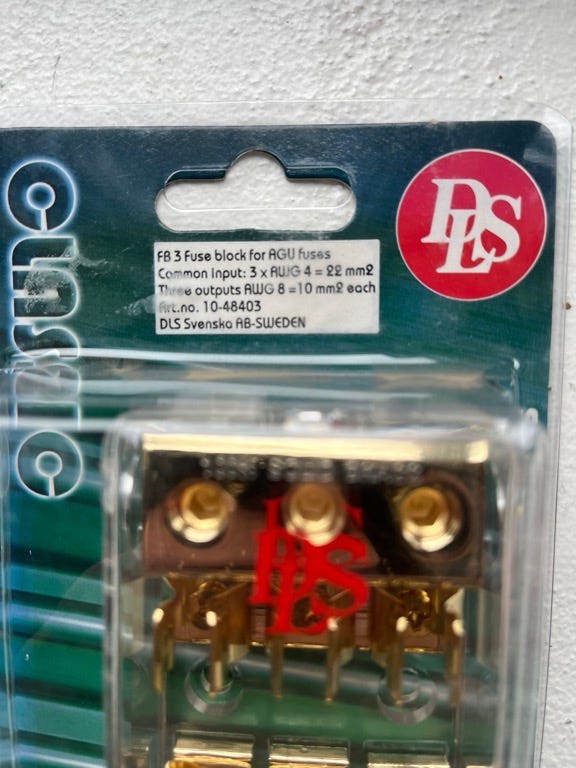 DLS
FB 3 Fuse block for AGU fuses
Common Input: 3 x AWG 4 = 22 mm2
Three outputs AWG 8 =10 mm2 each
Art.no. 10-48403
DLS Svenska AB-SWEDEN
DLS